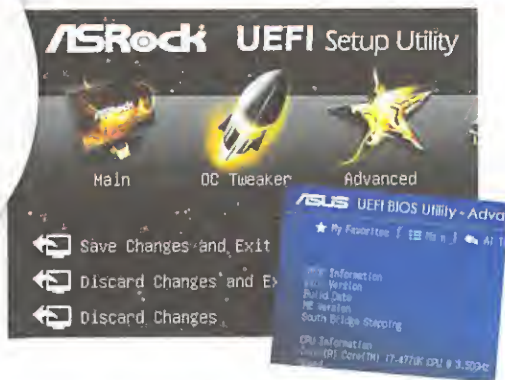 ASRock UEFI Setup Utility
Main
OC Tweaker
Advanced
Save Changes and Exit
Discard Changes and Ex
Discard Changes
ASUS UEFI BIOS Utility - Adva
My Favorites
Main
Ai T
Information
Version
Build Date
ME Version
South Bridge Stepping
CPU Information
Core(TM) i7-4770K CPU @ 3.50GHz